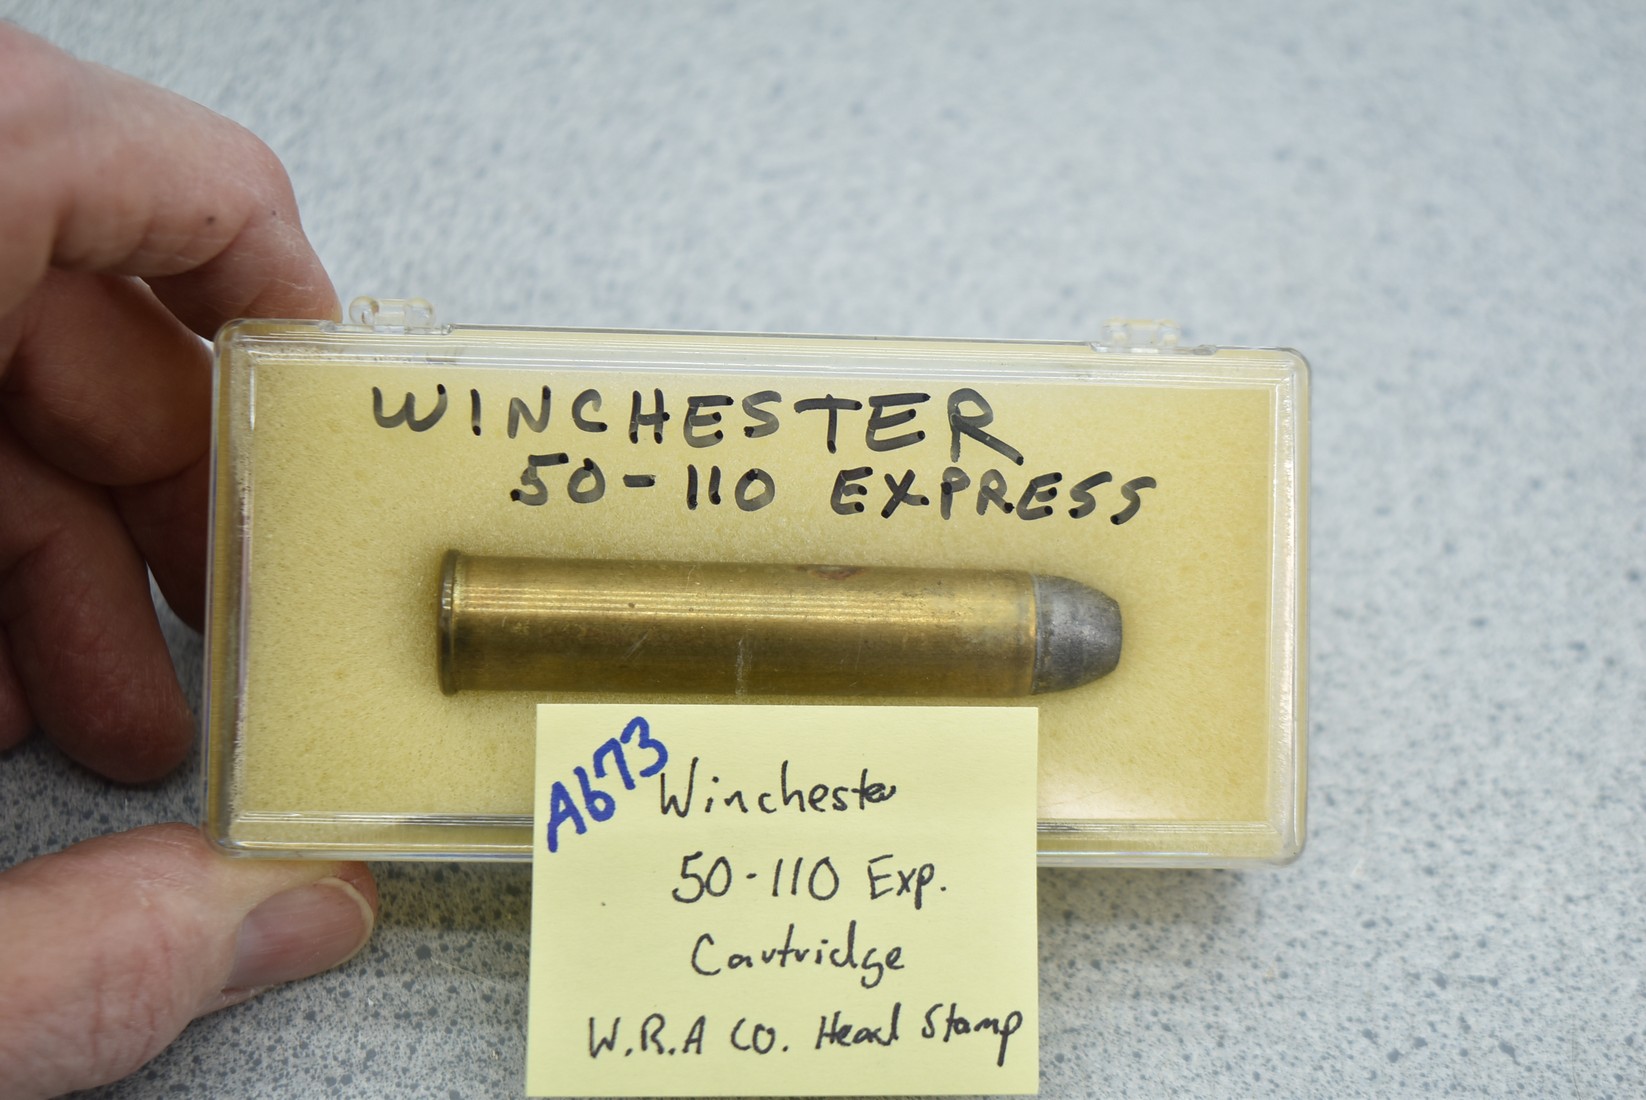 WINCHESTER
50-110 EXPRESS
A673
Winchester
50-110 Exp.
Cartridge
W.R.A CO. Head Stamp